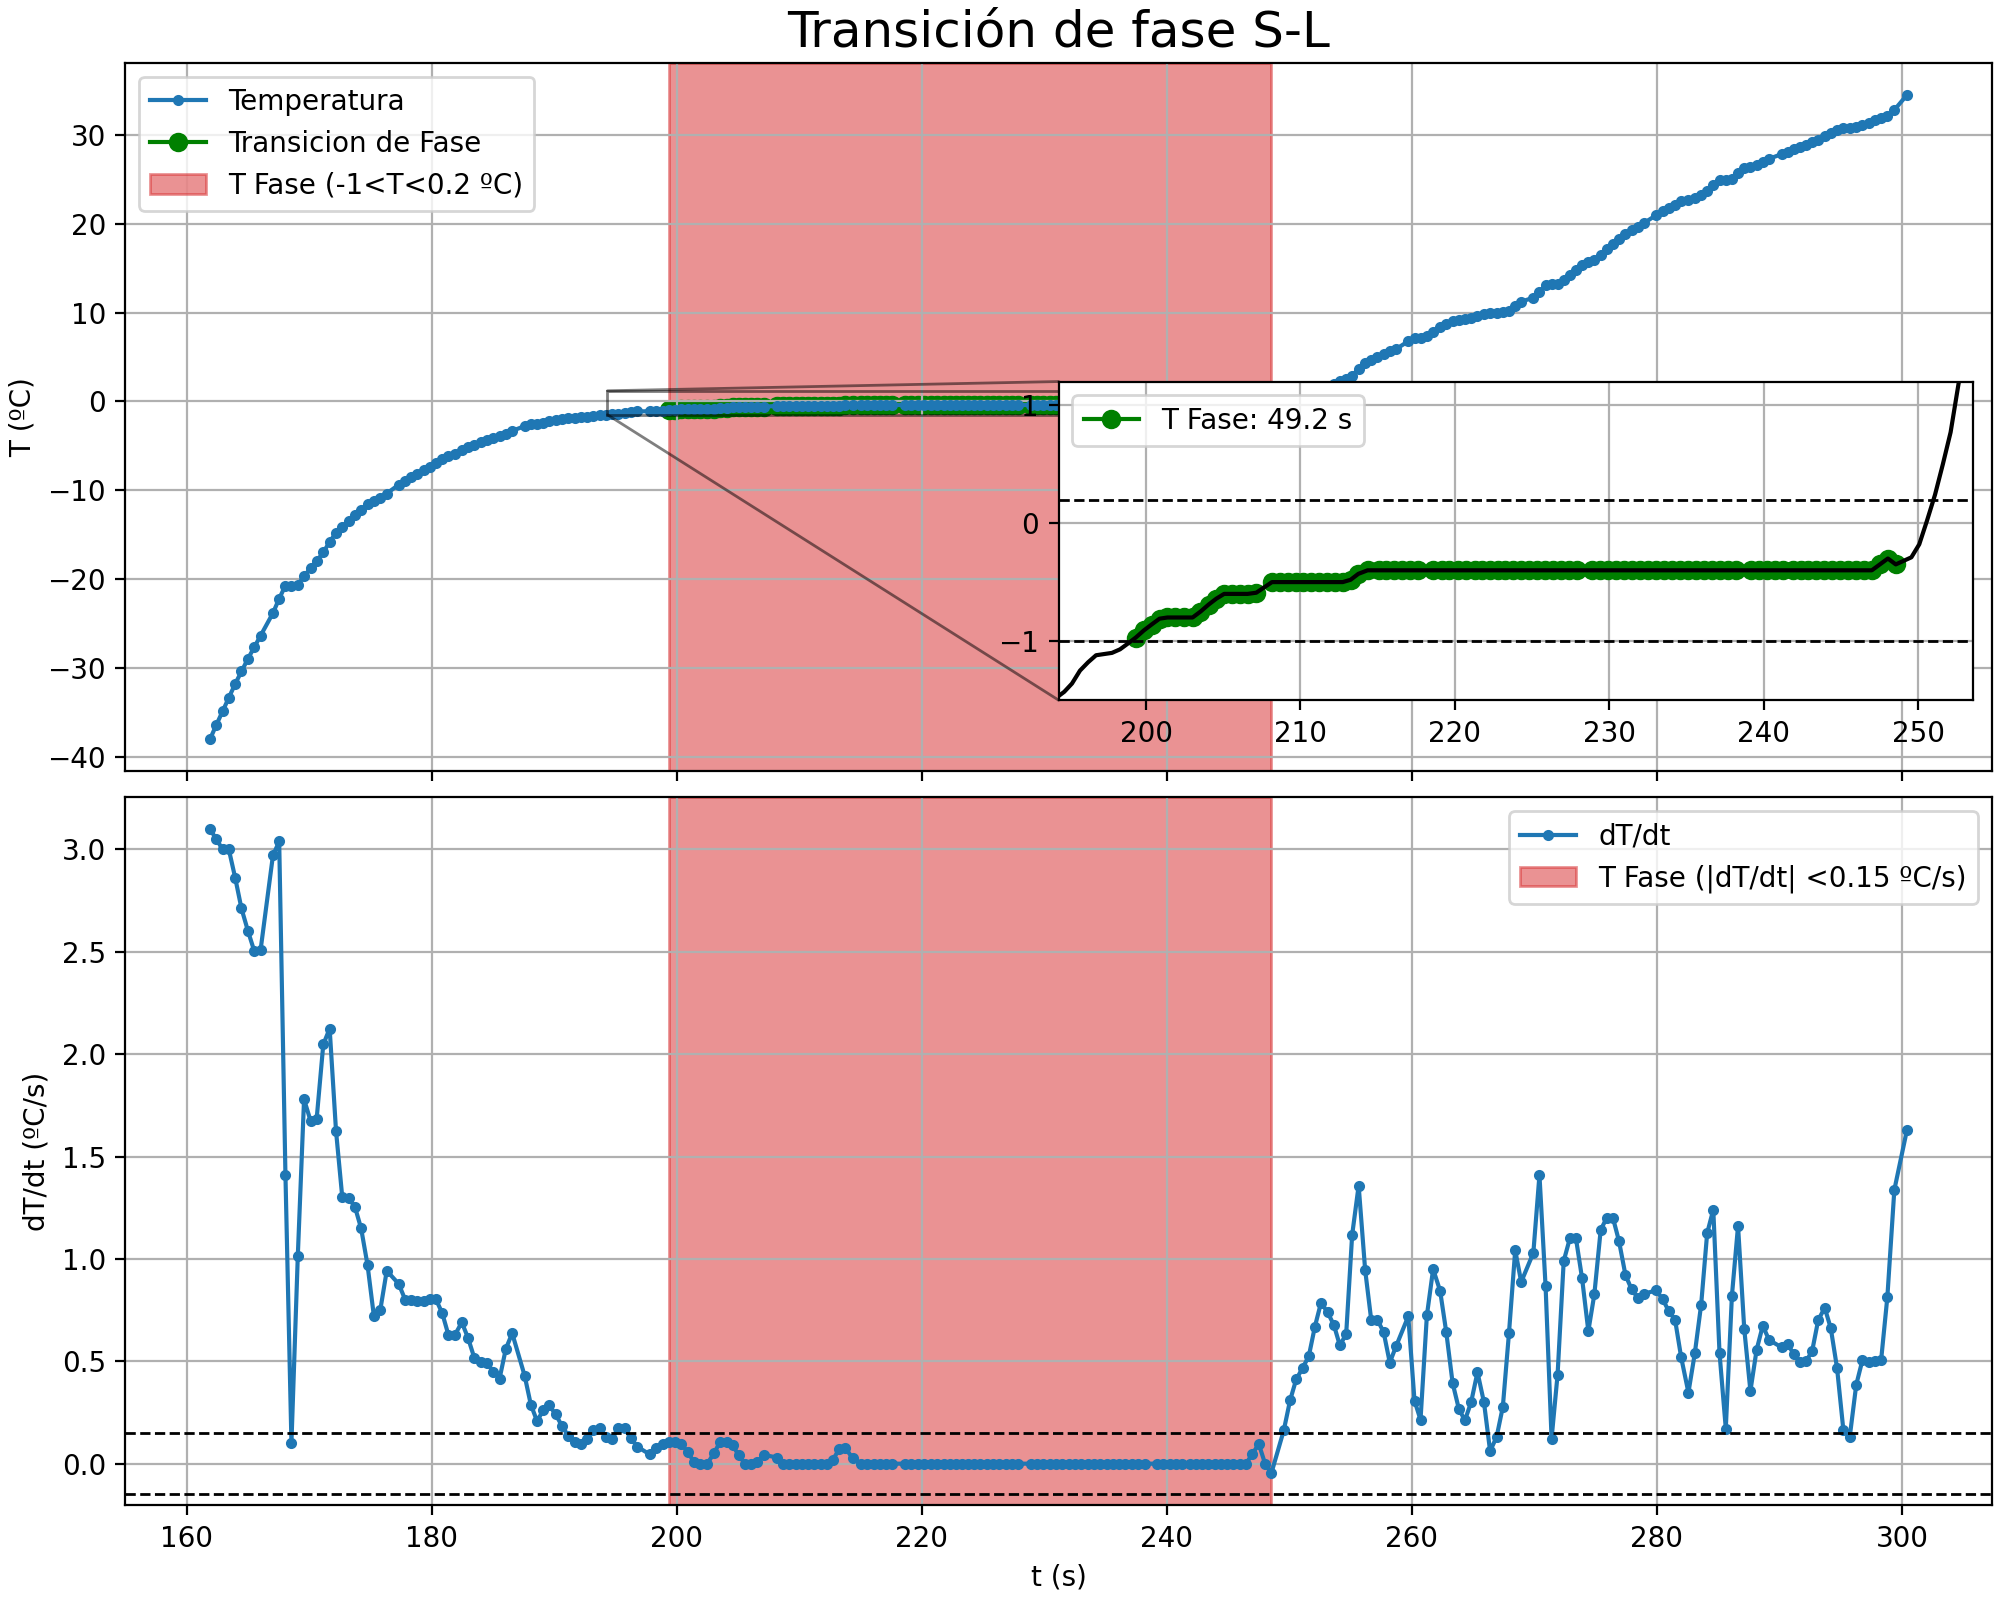 Transición de fase S-L
Temperatura
Transicion de Fase
T Fase (-1<T<0.2 ºC)
T (ºC)
30
20
10
0
−10
−20
−30
−40
T Fase: 49.2 s
1
0
−1
200 210 220 230 240 250
dT/dt
T Fase (|dT/dt| <0.15 ºC/s)
dT/dt (ºC/s)
3.0
2.5
2.0
1.5
1.0
0.5
0.0
160 180 200 220 240 260 280 300
t (s)